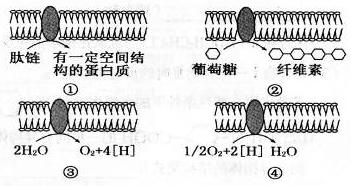 肽链 有一定空间结
构的蛋白质
①
葡萄糖 纤维素
②
2H₂O O₂+4[H]
③
1/2O₂+2[H] H₂O
④